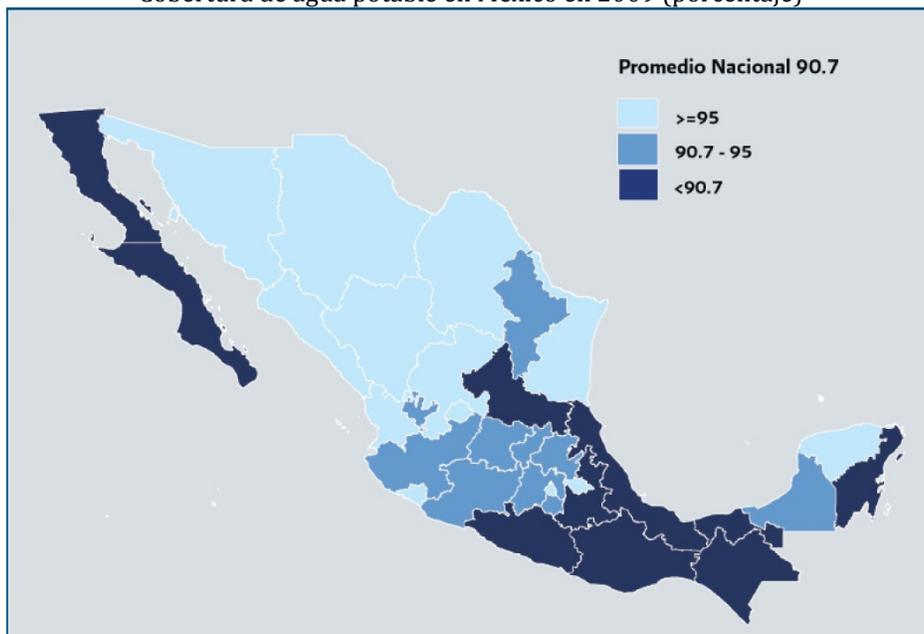 Cobertura de agua potable en México en 2009 (porcentaje)
Promedio Nacional 90.7
>=95
90.7 - 95
<90.7